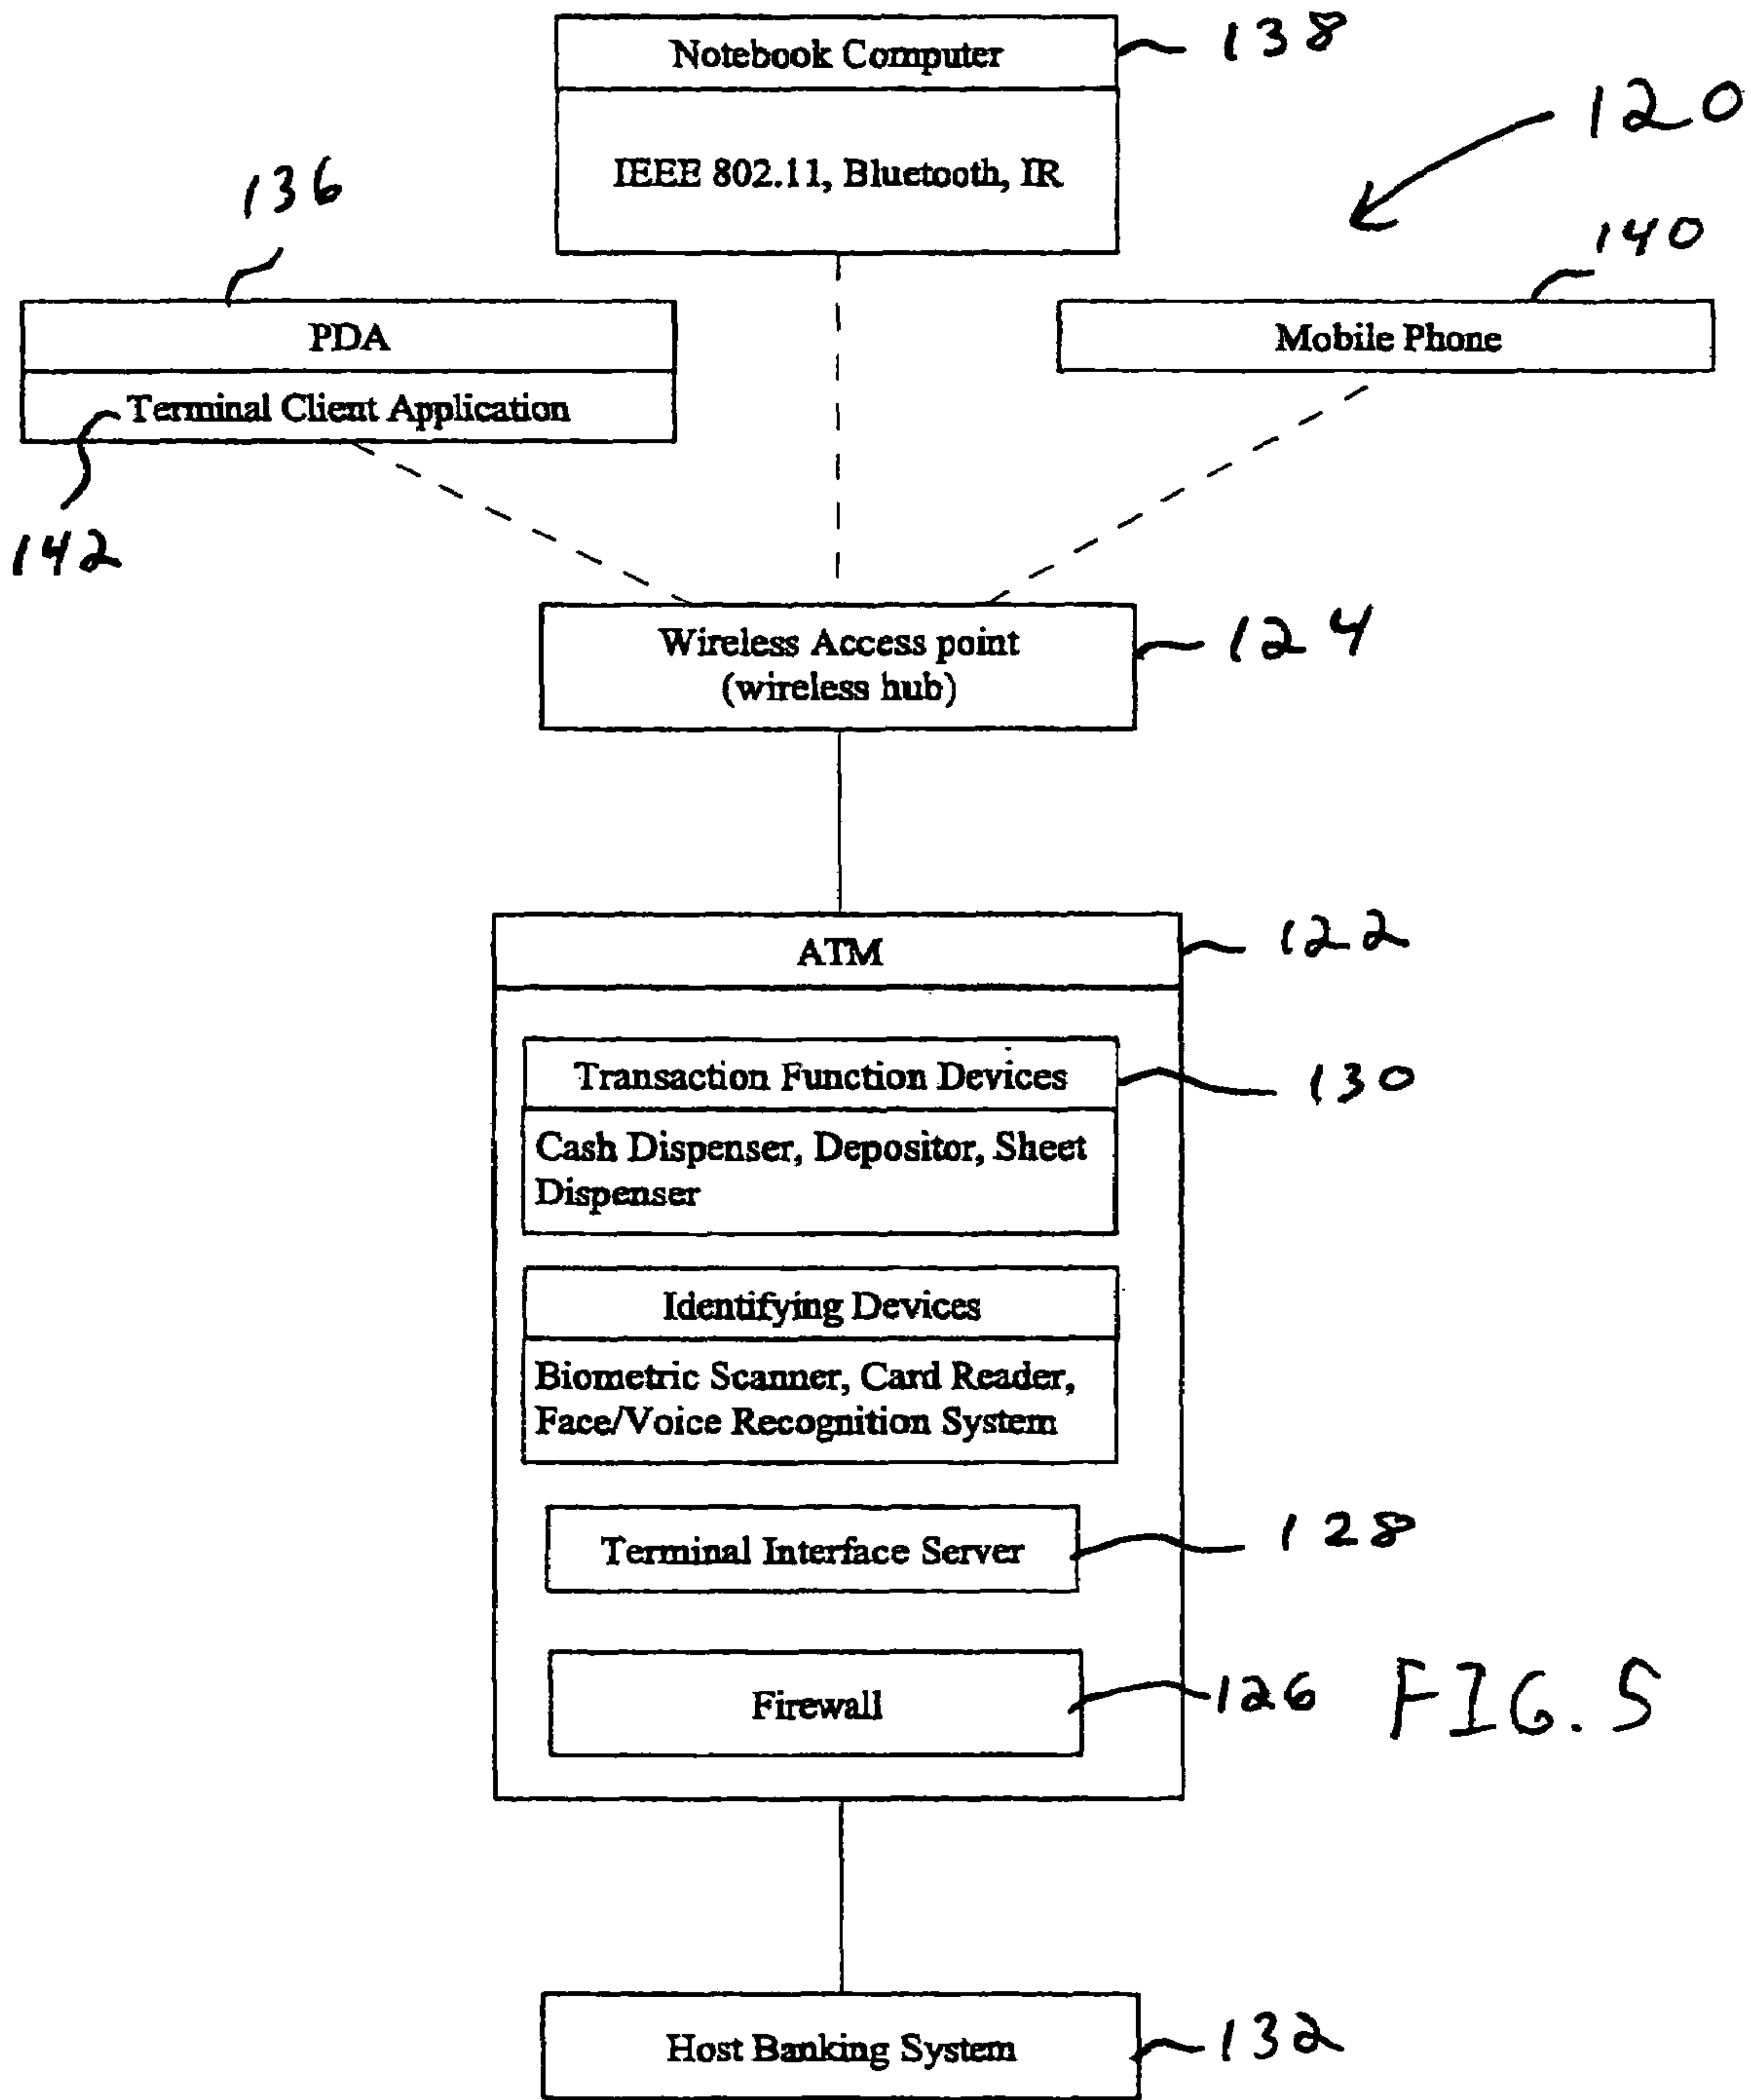 Notebook Computer
138
IEEE 802.11, Bluetooth, IR
120
136
140
PDA
Mobile Phone
Terminal Client Application
142
Wireless Access point
(wireless hub)
124
ATM
122
Transaction Function Devices
130
Cash Dispenser, Depositor, Sheet
Dispenser
Identifying Devices
Biometric Scanner, Card Reader,
Face/Voice Recognition System
Terminal Interface Server
128
Firewall
126
FIG. 5
Host Banking System
132